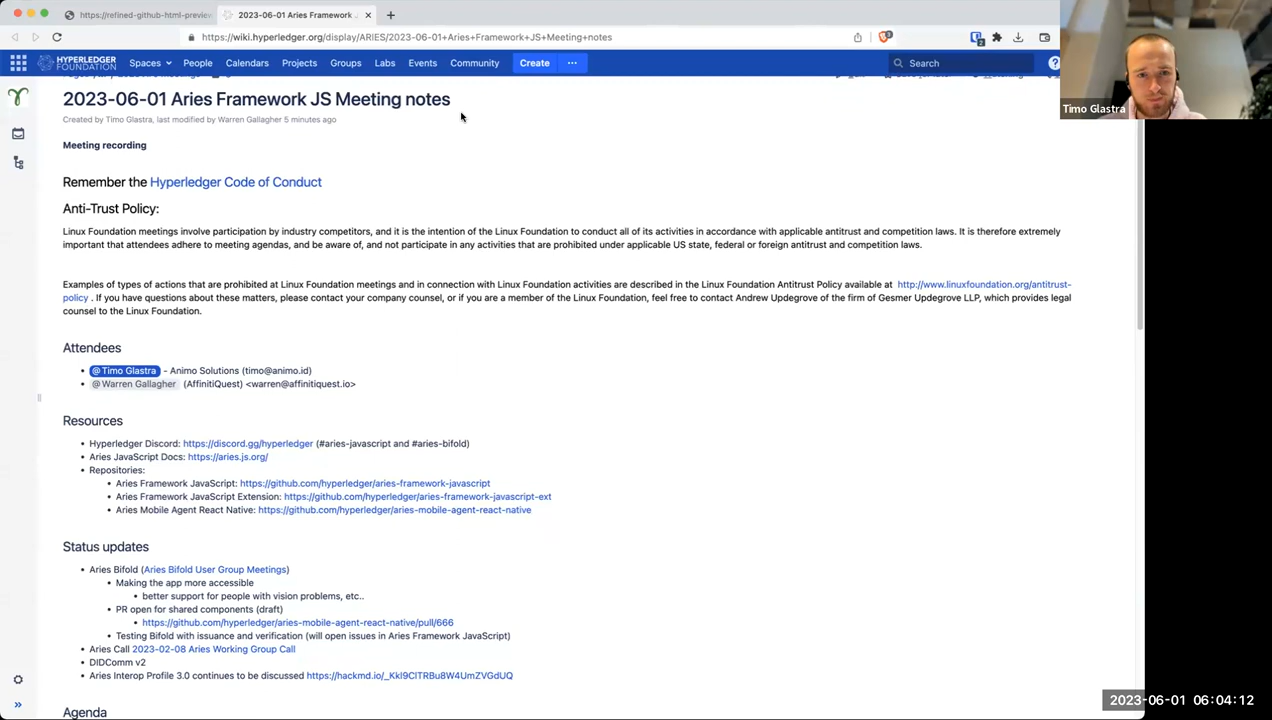 https://refined-github-html-preview
2023-06-01 Aries Framework
https://wiki.hyperledger.org/display/ARIES/2023-06-01+Aries+Framework+JS+Meeting+notes
HYPERLEDGER FOUNDATION
Spaces
People
Calendars
Projects
Groups
Labs
Events
Community
Create
Search
Timo Glastra
2023-06-01 Aries Framework JS Meeting notes
Created by Timo Glastra, last modified by Warren Gallagher 5 minutes ago
Meeting recording
Remember the Hyperledger Code of Conduct
Anti-Trust Policy:
Linux Foundation meetings involve participation by industry competitors, and it is the intention of the Linux Foundation to conduct all of its activities in accordance with applicable antitrust and competition laws. It is therefore extremely
important that attendees adhere to meeting agendas, and be aware of, and not participate in any activities that are prohibited under applicable US state, federal or foreign antitrust and competition laws.
Examples of types of actions that are prohibited at Linux Foundation meetings and in connection with Linux Foundation activities are described in the Linux Foundation Antitrust Policy available at http://www.linuxfoundation.org/antitrust-
policy . If you have questions about these matters, please contact your company counsel, or if you are a member of the Linux Foundation, feel free to contact Andrew Updegrove of the firm of Gesmer Updegrove LLP, which provides legal
counsel to the Linux Foundation.
Attendees
@Timo Glastra - Animo Solutions (timo@animo.id)
@Warren Gallagher (AffinitiQuest) <warren@affinitiquest.io>
Resources
Hyperledger Discord: https://discord.gg/hyperledger (#aries-javascript and #aries-bifold)
Aries JavaScript Docs: https://aries.js.org/
Repositories:
Aries Framework JavaScript: https://github.com/hyperledger/aries-framework-javascript
Aries Framework JavaScript Extension: https://github.com/hyperledger/aries-framework-javascript-ext
Aries Mobile Agent React Native: https://github.com/hyperledger/aries-mobile-agent-react-native
Status updates
Aries Bifold (Aries Bifold User Group Meetings)
Making the app more accessible
better support for people with vision problems, etc..
PR open for shared components (draft)
https://github.com/hyperledger/aries-mobile-agent-react-native/pull/666
Testing Bifold with issuance and verification (will open issues in Aries Framework JavaScript)
Aries Call 2023-02-08 Aries Working Group Call
DIDComm v2
Aries Interop Profile 3.0 continues to be discussed https://hackmd.io/_Kkl9ClTRBu8W4UmZVGdUQ
Agenda
2023-06-01 06:04:12